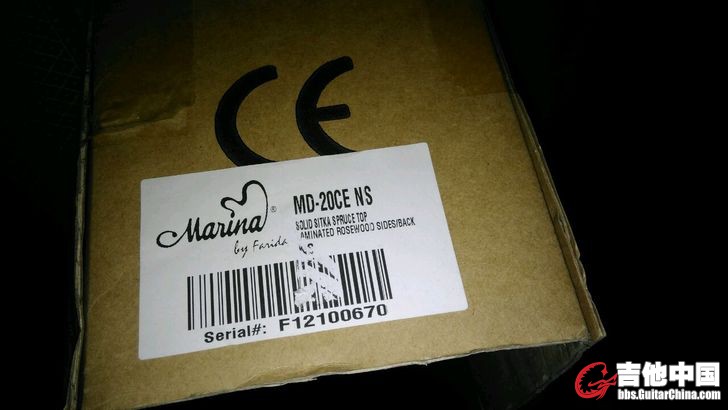 CE
Marina®
by Farida
MD-20CE NS
SOLID SITKA SPRUCE TOP
LAMINATED ROSEWOOD SIDES/BACK
Serial#: F12100670
吉他中国
bbs.GuitarChina.com